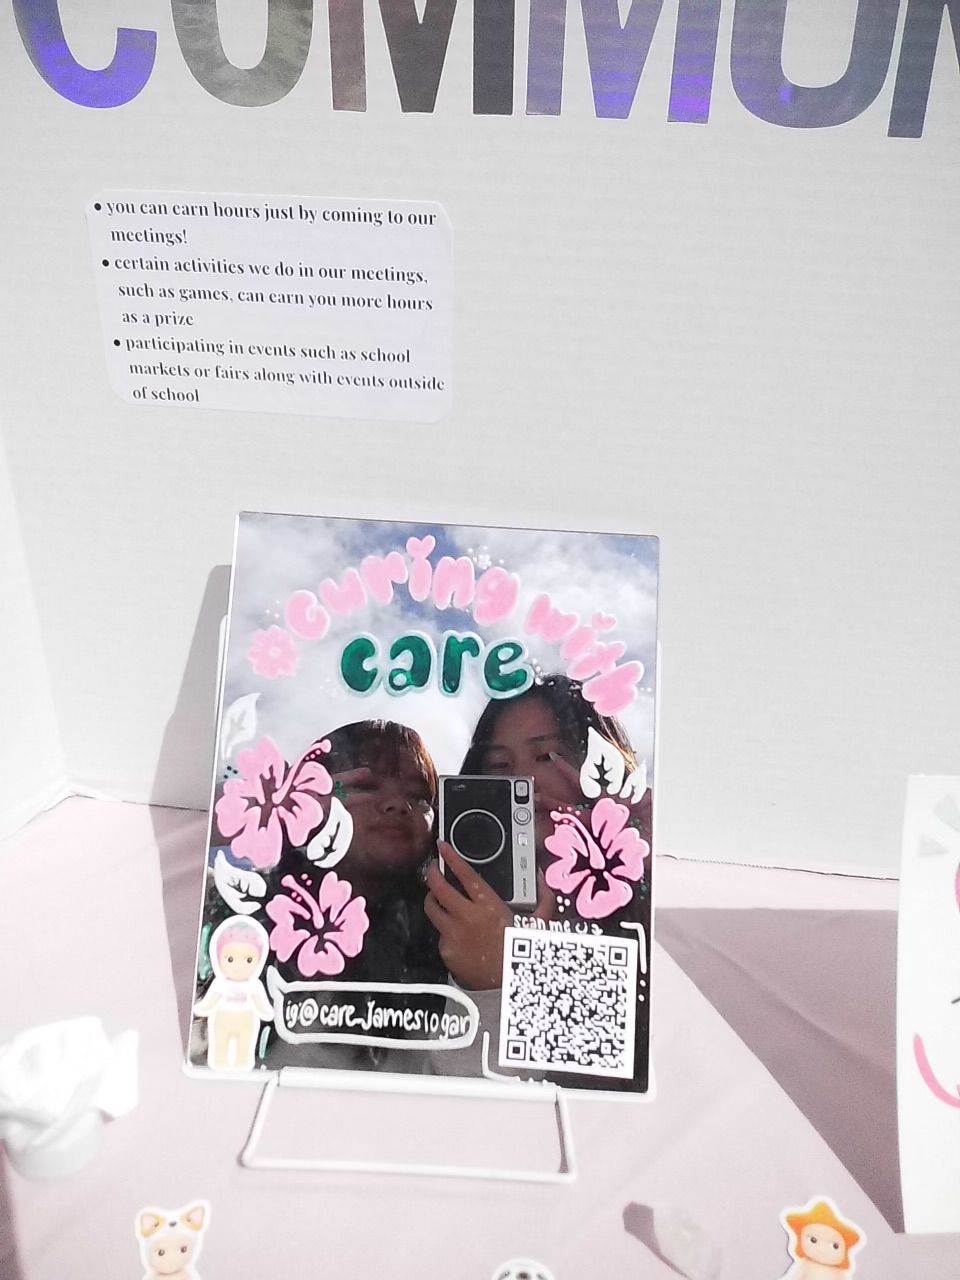 COMMUN
• you can earn hours just by coming to our
meetings!
• certain activities we do in our meetings,
such as games, can earn you more hours
as a prize
• participating in events such as school
markets or fairs along with events outside
of school
curing with
care
scan me
ig@care_jameslogan